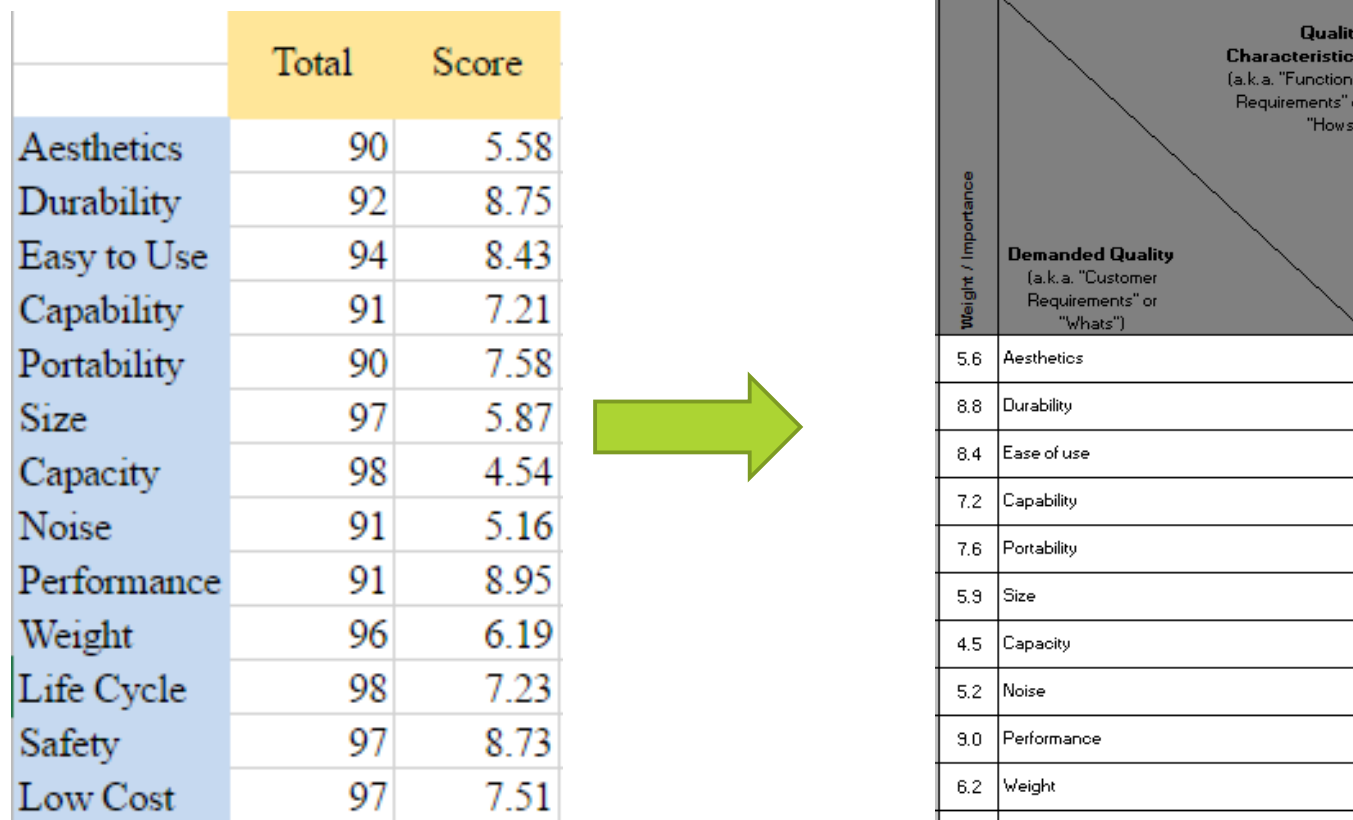 Total Score
Aesthetics 90 5.58
Durability 92 8.75
Easy to Use 94 8.43
Capability 91 7.21
Portability 90 7.58
Size 97 5.87
Capacity 98 4.54
Noise 91 5.16
Performance 91 8.95
Weight 96 6.19
Life Cycle 98 7.23
Safety 97 8.73
Low Cost 97 7.51
Qualit
Characteristic
(a.k.a. "Function
Requirements"
"Hows
Weight / Importance
Demanded Quality
(a.k.a. "Customer
Requirements" or
"Whats")
5.6 Aesthetics
8.8 Durability
8.4 Ease of use
7.2 Capability
7.6 Portability
5.9 Size
4.5 Capacity
5.2 Noise
9.0 Performance
6.2 Weight